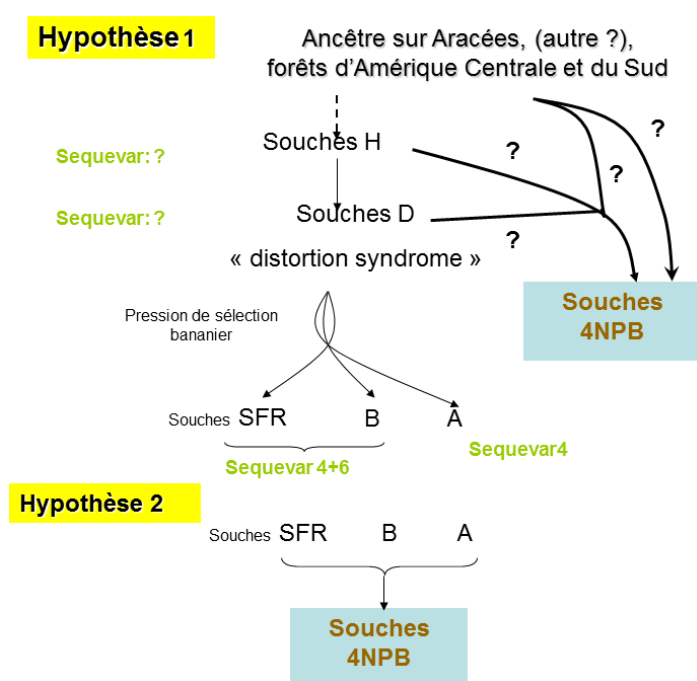 Hypothèse 1
Ancêtre sur Aracées, (autre ?),
forêts d’Amérique Centrale et du Sud
?
Souches H
?
Sequevar: ?
?
Souches D
Sequevar: ?
?
« distortion syndrome »
Souches
4NPB
Pression de sélection
bananier
Souches SFR B A
Sequevar4
Sequevar 4+6
Hypothèse 2
Souches SFR B A
Souches
4NPB